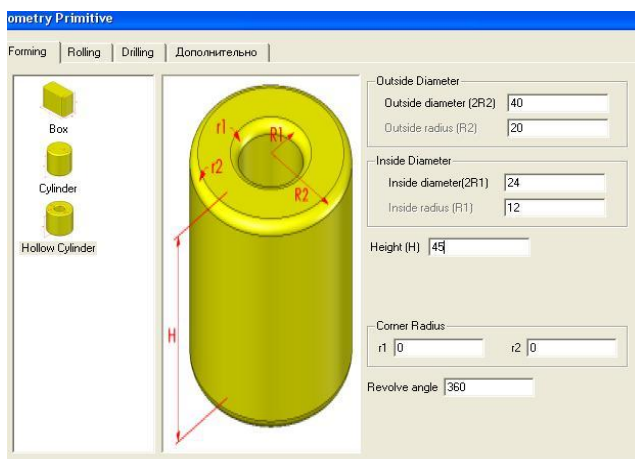 ometry Primitive
Forming Rolling Drilling Дополнительно
Box
Cylinder
Hollow Cylinder
r1
R1
r2
R2
H
Outside Diameter
Outside diameter (2R2) 40
Outside radius (R2) 20
Inside Diameter
Inside diameter(2R1) 24
Inside radius (R1) 12
Height (H) 45
Corner Radius
r1 0 r2 0
Revolve angle 360